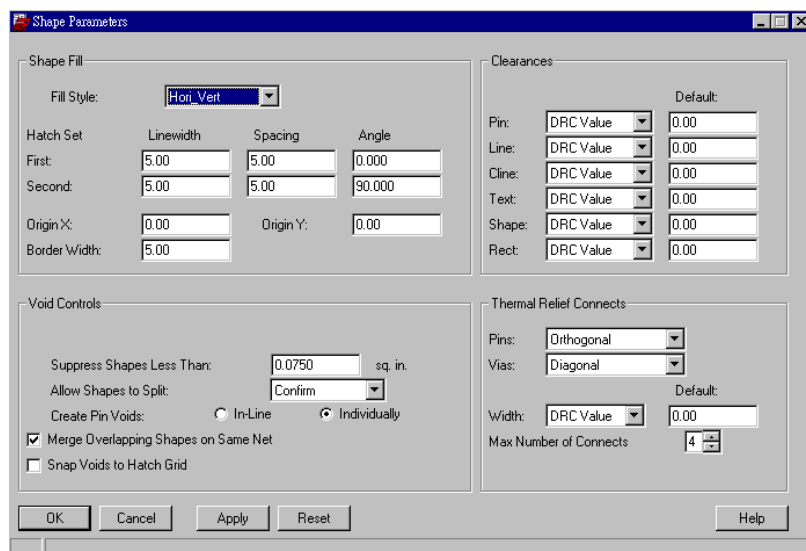 Shape Parameters
Shape Fill
Fill Style: Hori_Vert
Hatch Set Linewidth Spacing Angle
First: 5.00 5.00 0.000
Second: 5.00 5.00 90.000
Origin X: 0.00 Origin Y: 0.00
Border Width: 5.00
Clearances
Default:
Pin: DRC Value 0.00
Line: DRC Value 0.00
Cline: DRC Value 0.00
Text: DRC Value 0.00
Shape: DRC Value 0.00
Rect: DRC Value 0.00
Void Controls
Suppress Shapes Less Than: 0.0750 sq. in.
Allow Shapes to Split: Confirm
Create Pin Voids: In-Line Individually
Merge Overlapping Shapes on Same Net
Snap Voids to Hatch Grid
Thermal Relief Connects
Pins: Orthogonal
Vias: Diagonal
Default:
Width: DRC Value 0.00
Max Number of Connects 4
OK Cancel Apply Reset Help